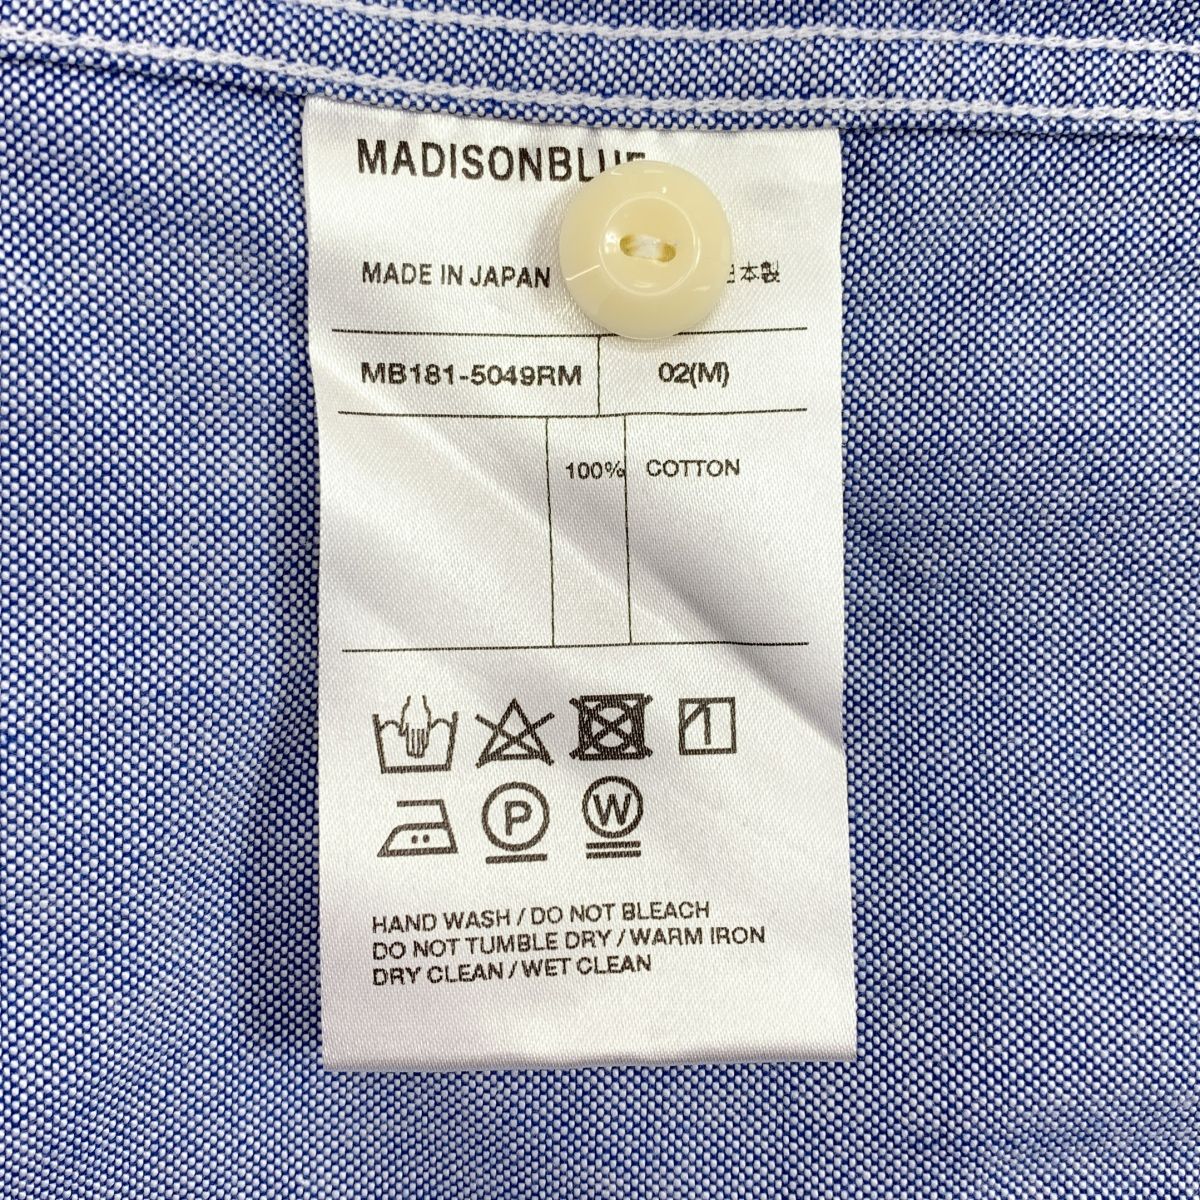 MADISONBLUE
MADE IN JAPAN 日本製
MB181-5049RM 02(M)
100% COTTON
P W
HAND WASH / DO NOT BLEACH
DO NOT TUMBLE DRY / WARM IRON
DRY CLEAN / WET CLEAN